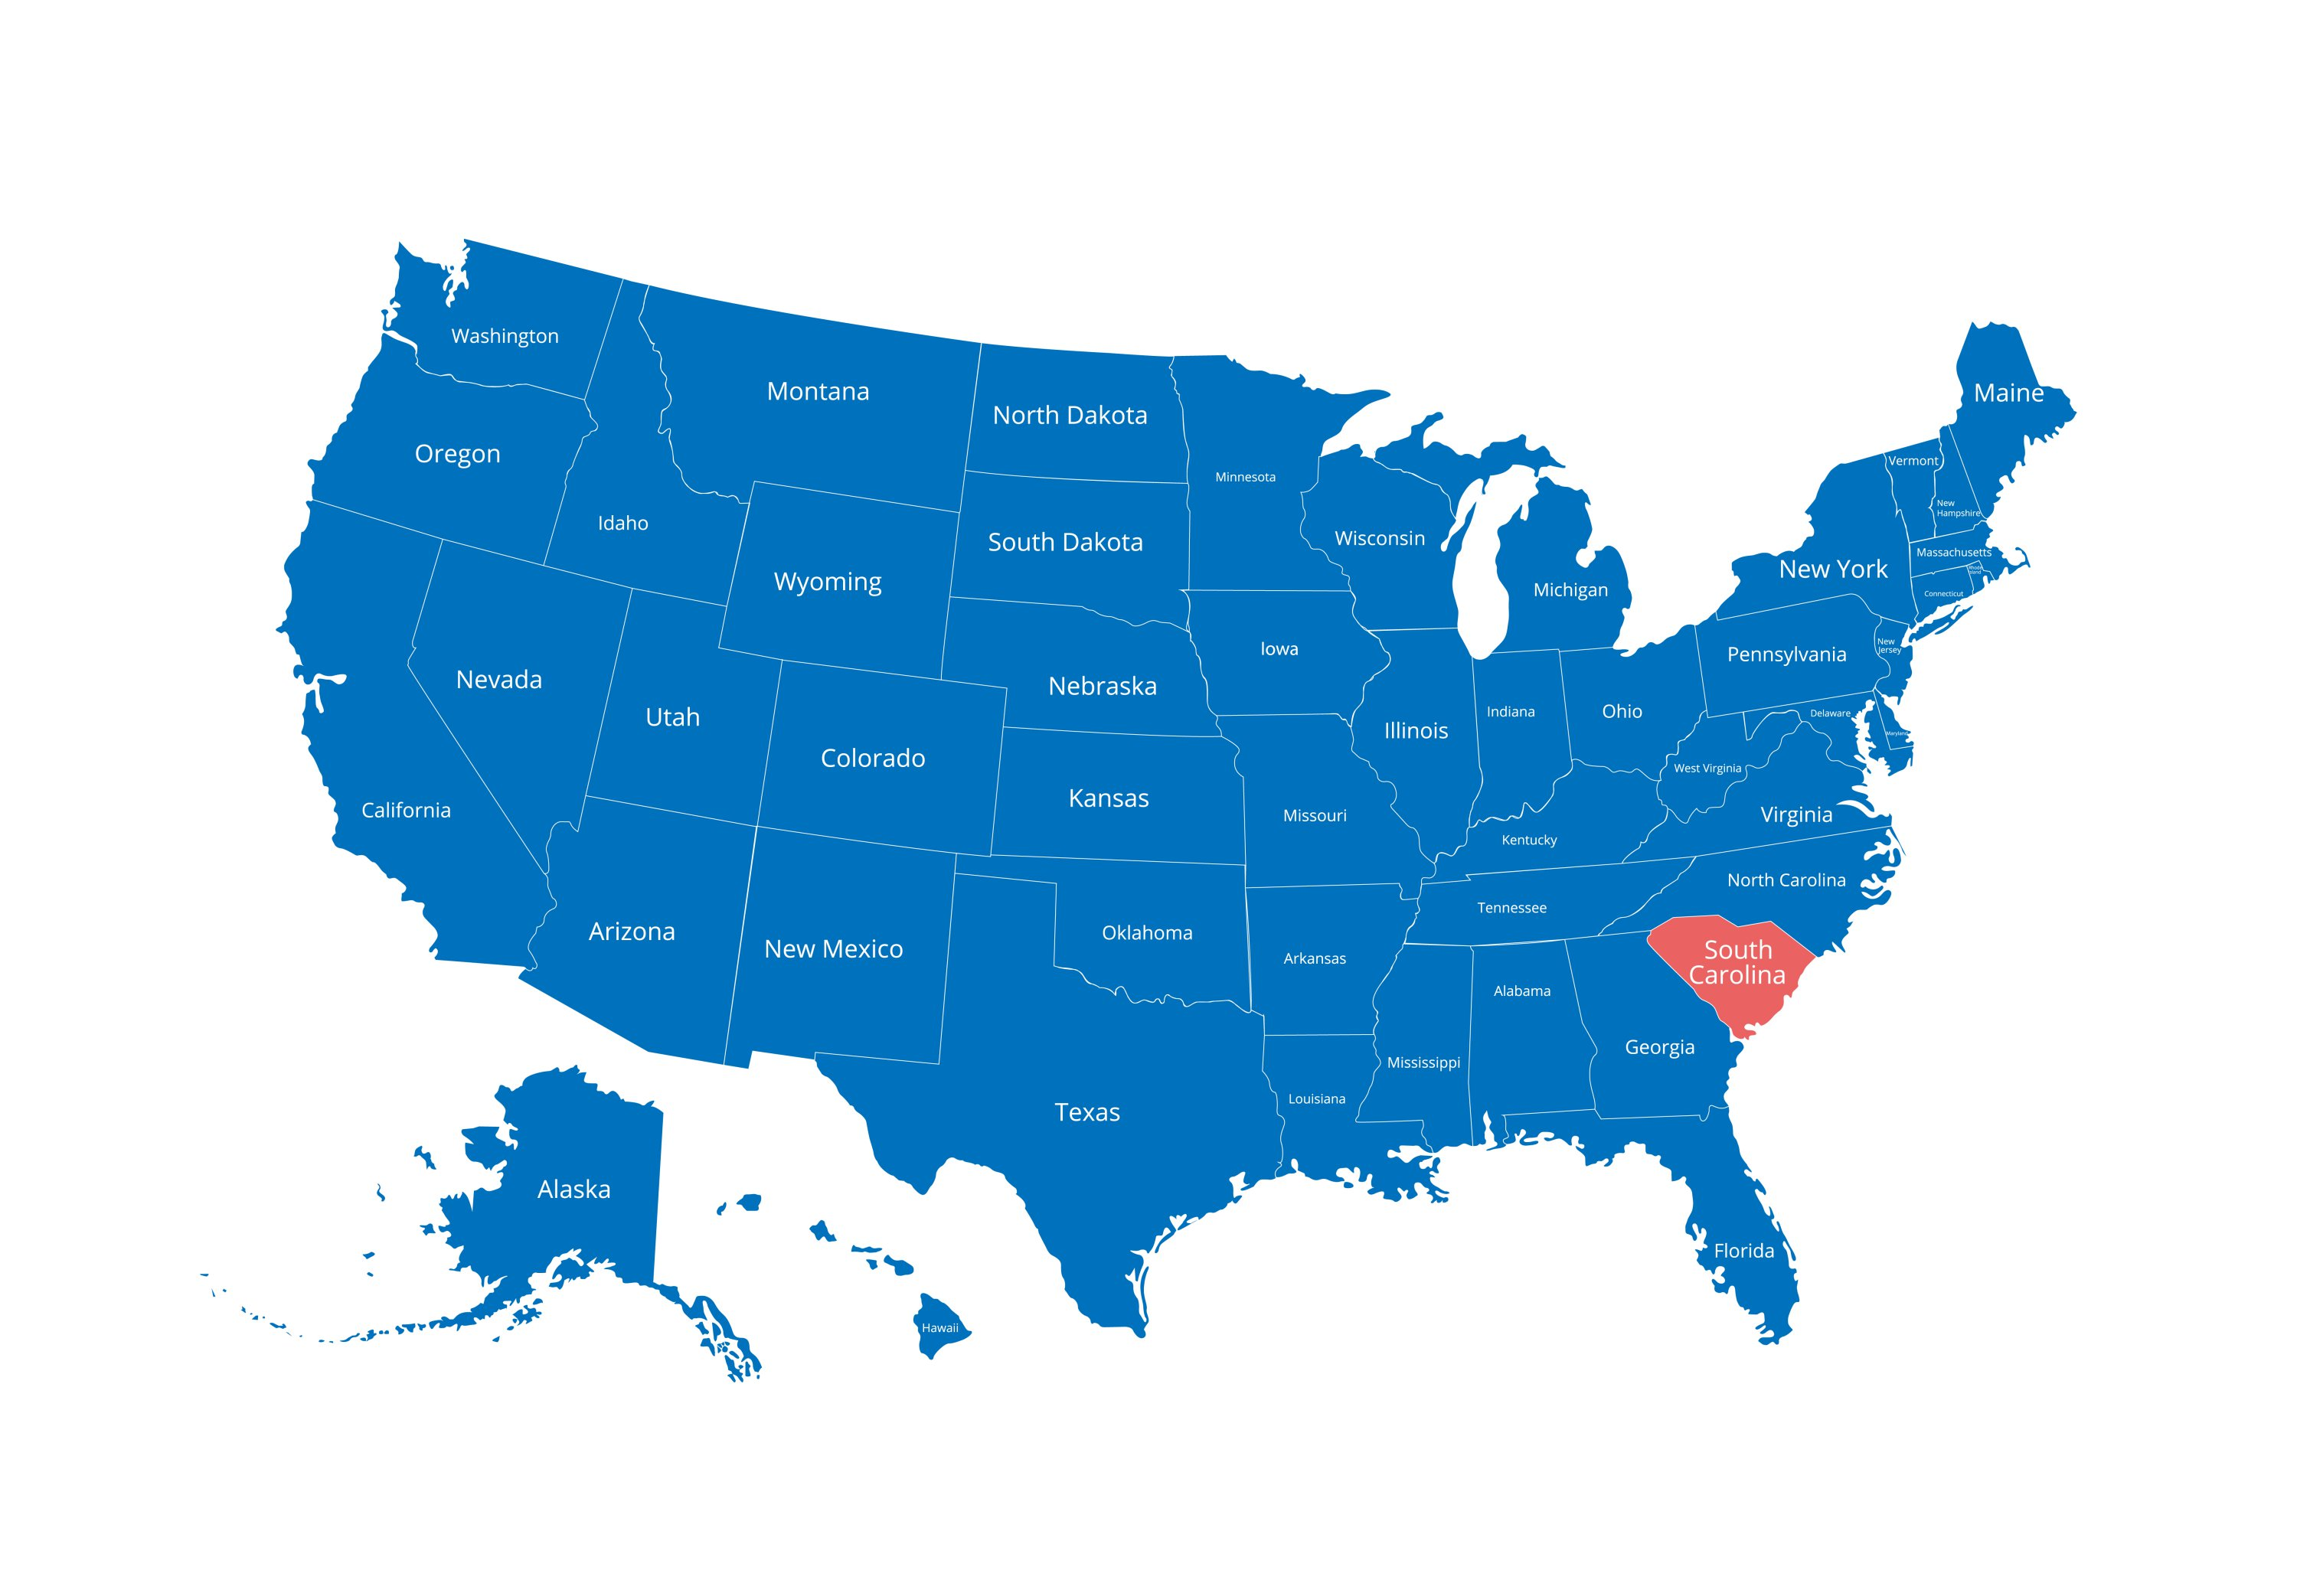 Washington
Montana
North Dakota
Minnesota
Maine
Oregon
Idaho
Wyoming
South Dakota
Wisconsin
Michigan
New York
Vermont
New
Hampshire
Massachusetts
Rhode
Island
Connecticut
Nevada
Utah
Colorado
Nebraska
Iowa
Illinois
Indiana
Ohio
Pennsylvania
New
Jersey
Delaware
Maryland
California
Kansas
Missouri
Kentucky
West Virginia
Virginia
Arizona
New Mexico
Oklahoma
Arkansas
Tennessee
North Carolina
South
Carolina
Texas
Louisiana
Mississippi
Alabama
Georgia
Florida
Alaska
Hawaii